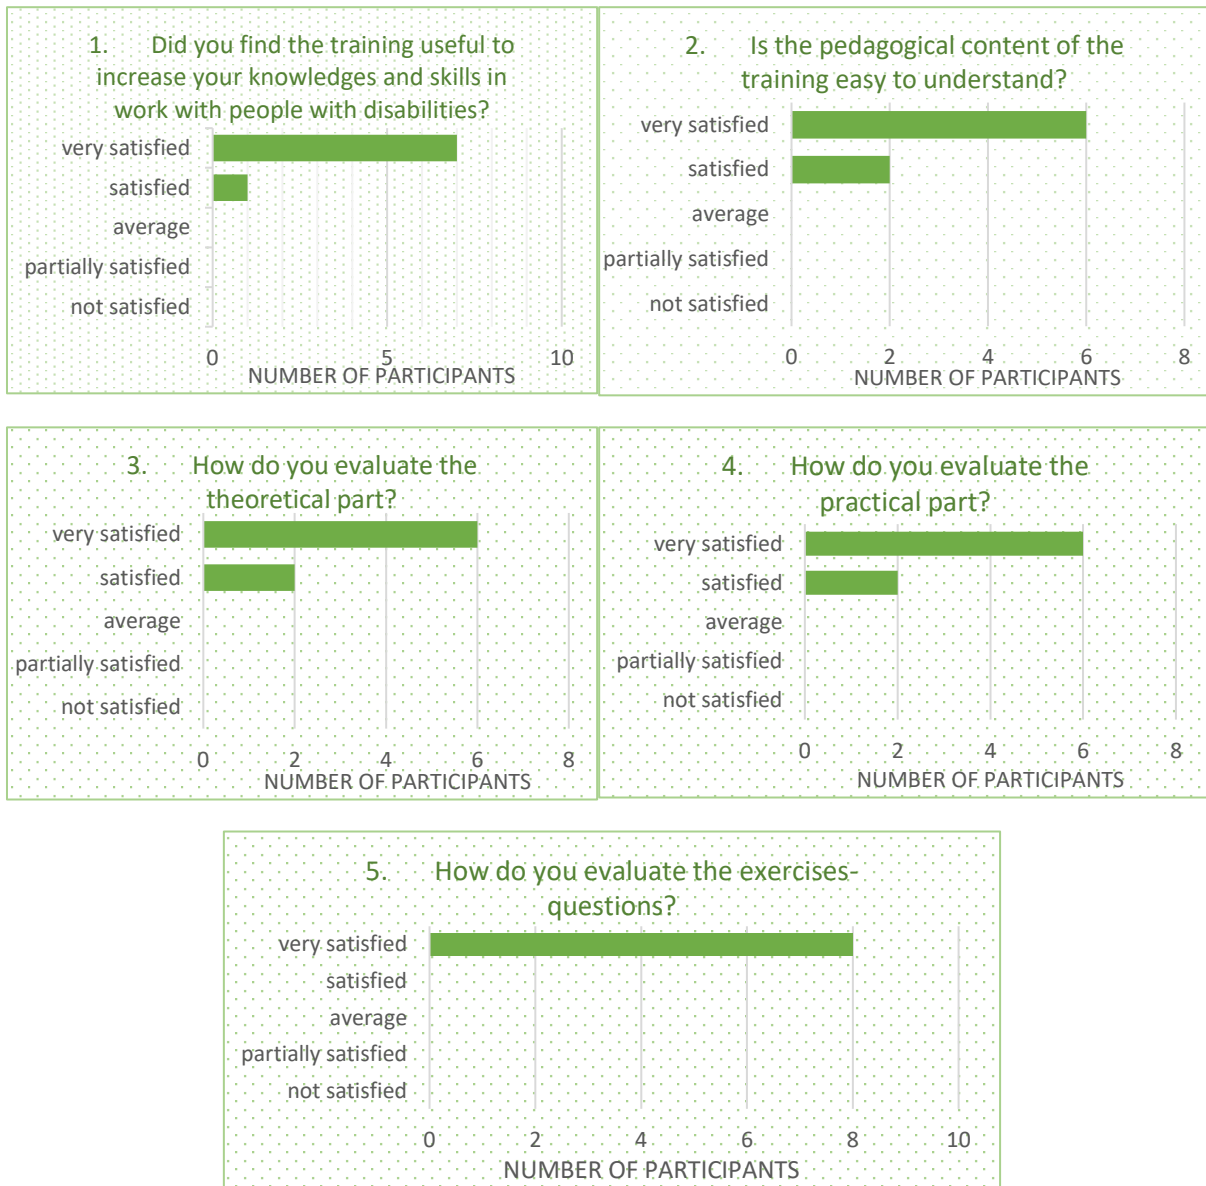 1. Did you find the training useful to
increase your knowledges and skills in
work with people with disabilities?
very satisfied
satisfied
average
partially satisfied
not satisfied
0 5 10
NUMBER OF PARTICIPANTS
2. Is the pedagogical content of the
training easy to understand?
very satisfied
satisfied
average
partially satisfied
not satisfied
0 2 4 6 8
NUMBER OF PARTICIPANTS
3. How do you evaluate the
theoretical part?
very satisfied
satisfied
average
partially satisfied
not satisfied
0 2 4 6 8
NUMBER OF PARTICIPANTS
4. How do you evaluate the
practical part?
very satisfied
satisfied
average
partially satisfied
not satisfied
0 2 4 6 8
NUMBER OF PARTICIPANTS
5. How do you evaluate the exercises-
questions?
very satisfied
satisfied
average
partially satisfied
not satisfied
0 2 4 6 8 10
NUMBER OF PARTICIPANTS